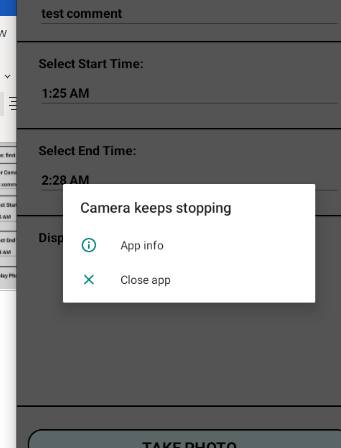 test comment
Select Start Time:
1:25 AM
Select End Time:
2:28 AM
Disp
Camera keeps stopping
App info
Close app
TAKE PHOTO